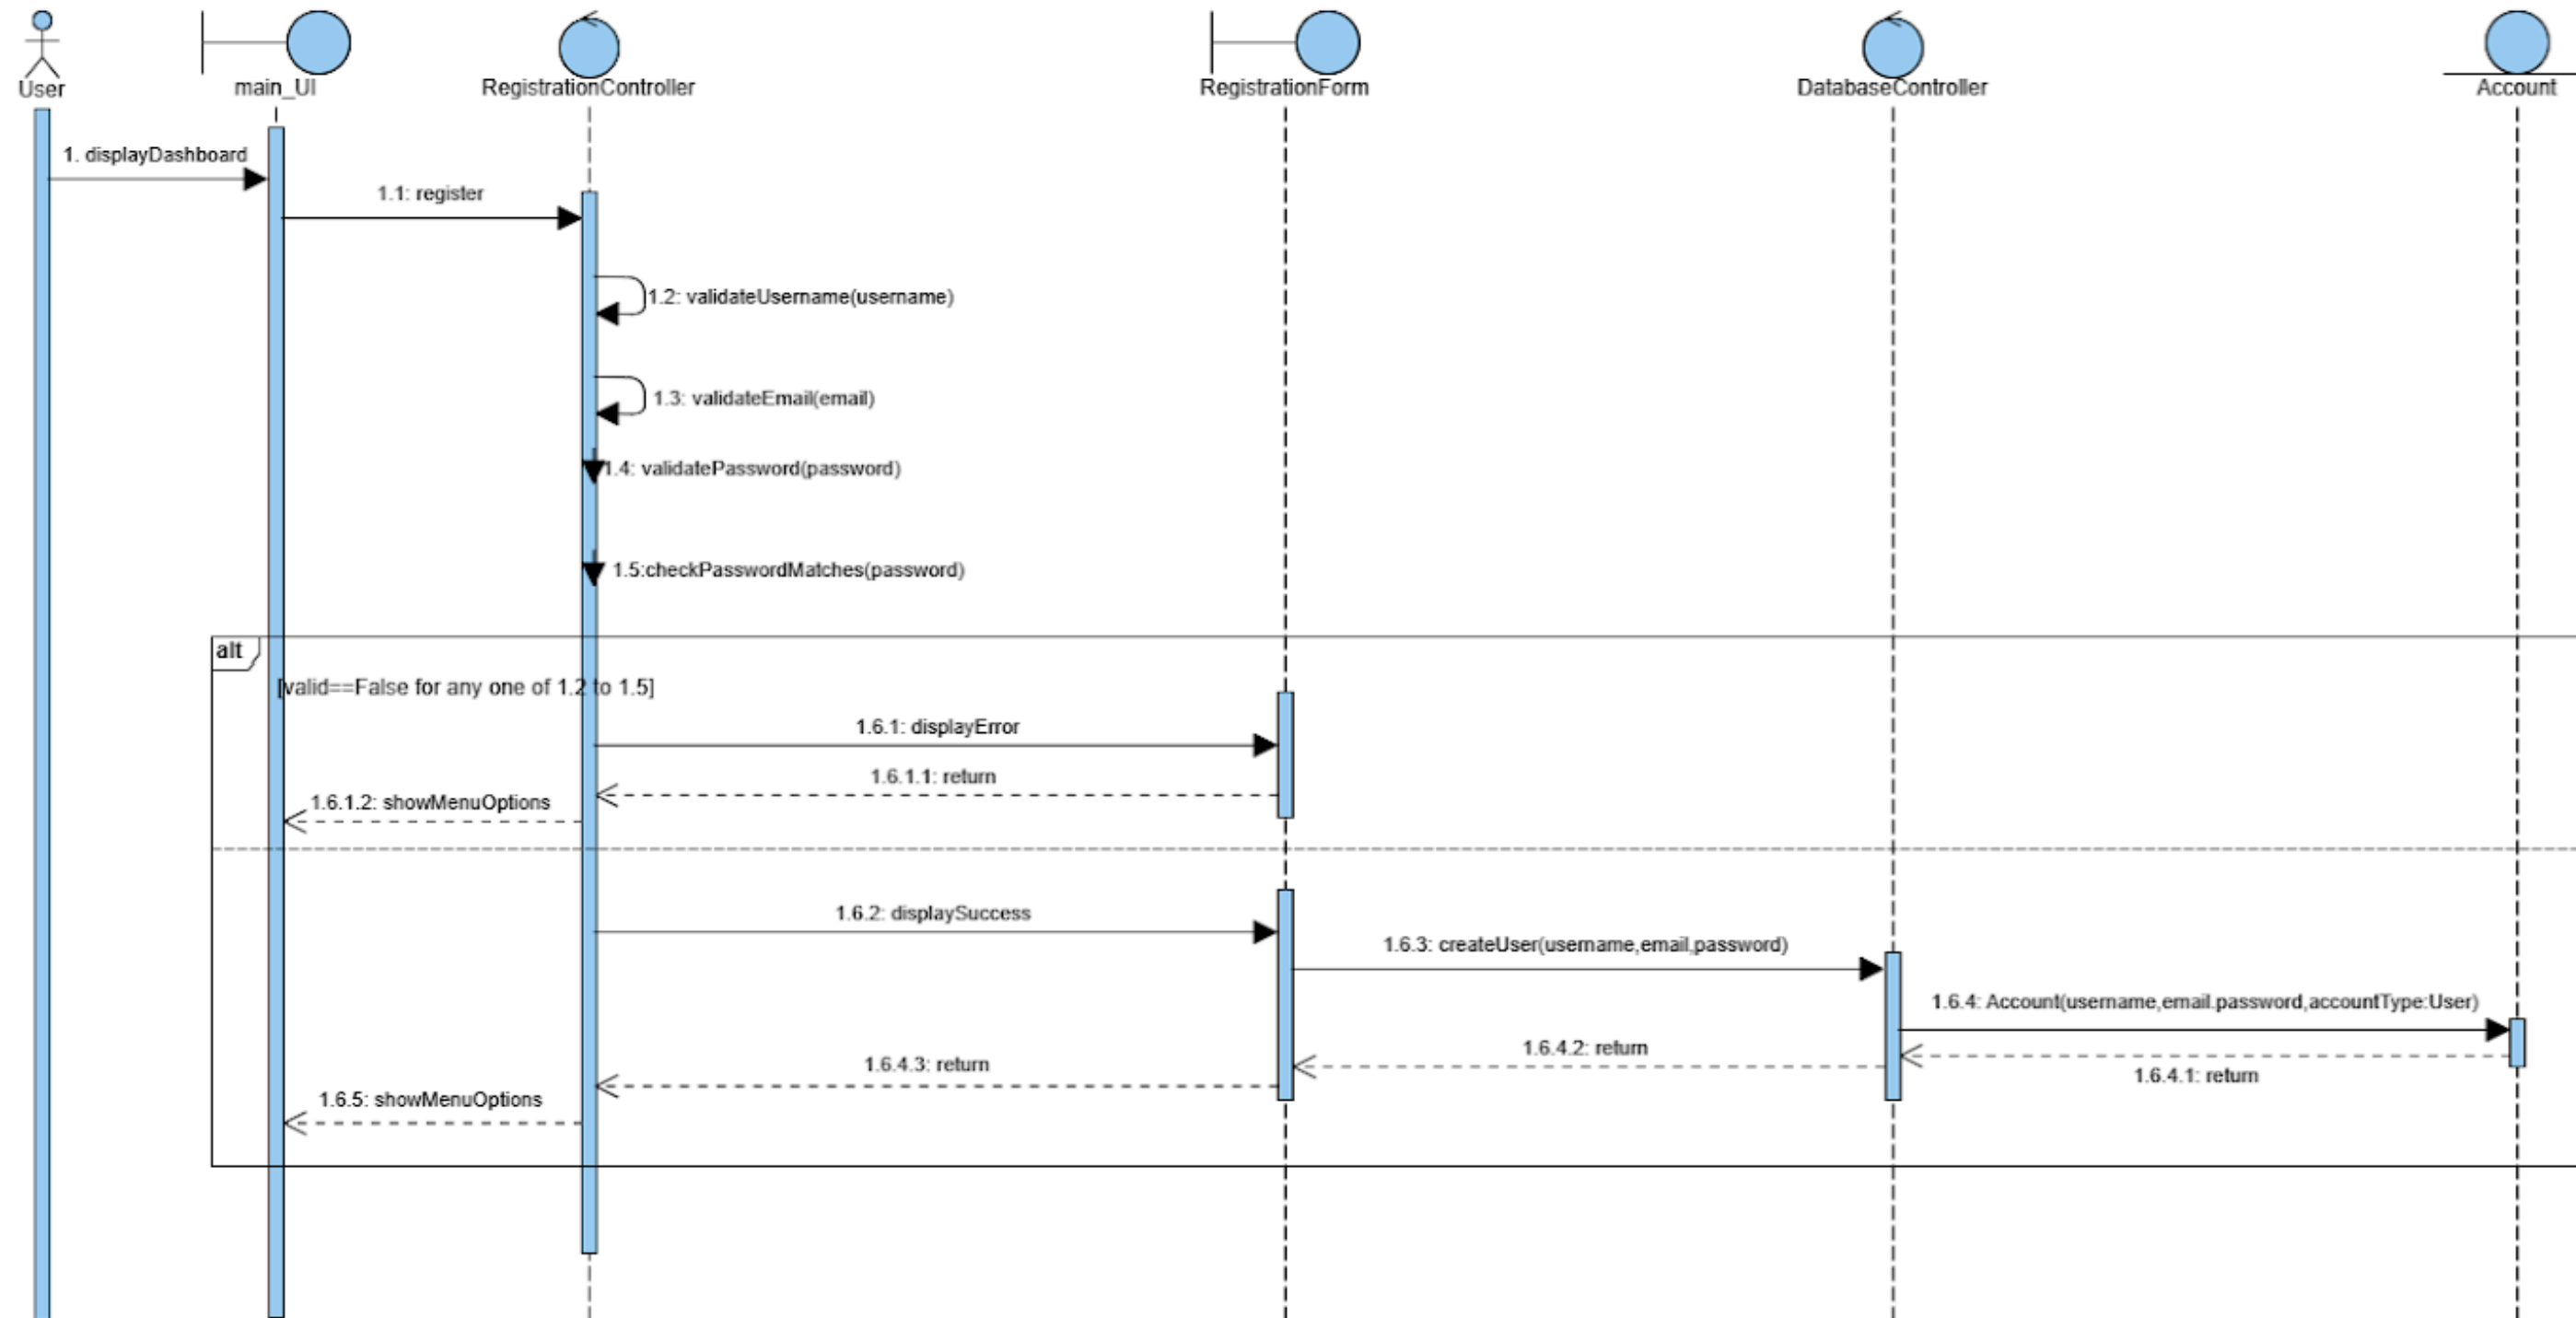 User
main_UI
RegistrationController
RegistrationForm
DatabaseController
Account
1. displayDashboard
1.1: register
1.2: validateUsername(username)
1.3: validateEmail(email)
1.4: validatePassword(password)
1.5:checkPasswordMatches(password)
alt
[valid==False for any one of 1.2 to 1.5]
1.6.1: displayError
1.6.1.1: return
1.6.1.2: showMenuOptions
1.6.2: displaySuccess
1.6.3: createUser(username,email,password)
1.6.4: Account(username,email.password,accountType:User)
1.6.4.1: return
1.6.4.2: return
1.6.4.3: return
1.6.5: showMenuOptions